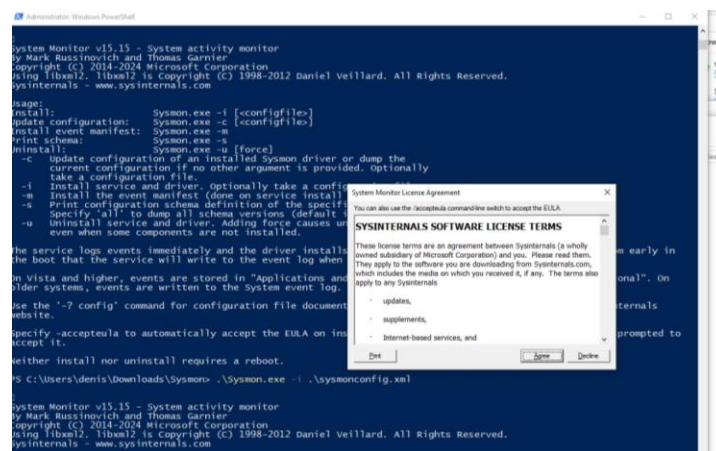 Administrator: Windows PowerShell
System Monitor v15.15 - System activity monitor
By Mark Russinovich and Thomas Garnier
Copyright (C) 2014-2024 Microsoft Corporation
Using libxml2. libxml2 is Copyright (C) 1998-2012 Daniel Veillard. All Rights Reserved.
Sysinternals - www.sysinternals.com
Usage:
Install: Sysmon.exe -i [<configfile>]
Update configuration: Sysmon.exe -c [<configfile>]
Install event manifest: Sysmon.exe -m
Print schema: Sysmon.exe -s
Uninstall: Sysmon.exe -u [force]
-c Update configuration of an installed Sysmon driver or dump the
current configuration if no other argument is provided. Optionally
take a configuration file.
-i Install service and driver. Optionally take a config
-m Install the event manifest (done on service install
-s Print configuration schema definition of the specifi
Specify 'all' to dump all schema versions (default i
-u Uninstall service and driver. Adding force causes un
even when some components are not installed.
The service logs events immediately and the driver installs m early in
the boot that the service will write to the event log when
On Vista and higher, events are stored in "Applications and onal". On
older systems, events are written to the System event log.
Use the '-? config' command for configuration file document ternals
website.
Specify -accepteula to automatically accept the EULA on ins prompted to
accept it.
Neither install nor uninstall requires a reboot.
PS C:\Users\denis\Downloads\Sysmon> .\Sysmon.exe -i .\sysmonconfig.xml
System Monitor v15.15 - System activity monitor
By Mark Russinovich and Thomas Garnier
Copyright (C) 2014-2024 Microsoft Corporation
Using libxml2. libxml2 is Copyright (C) 1998-2012 Daniel Veillard. All Rights Reserved.
Sysinternals - www.sysinternals.com
System Monitor License Agreement
You can also use the /accepteula command-line switch to accept the EULA.
SYSINTERNALS SOFTWARE LICENSE TERMS
These license terms are an agreement between Sysinternals (a wholly
owned subsidiary of Microsoft Corporation) and you. Please read them.
They apply to the software you are downloading from Sysinternals.com,
which includes the media on which you received it, if any. The terms also
apply to any Sysinternals
· updates,
· supplements,
· Internet-based services, and
Print Agree Decline